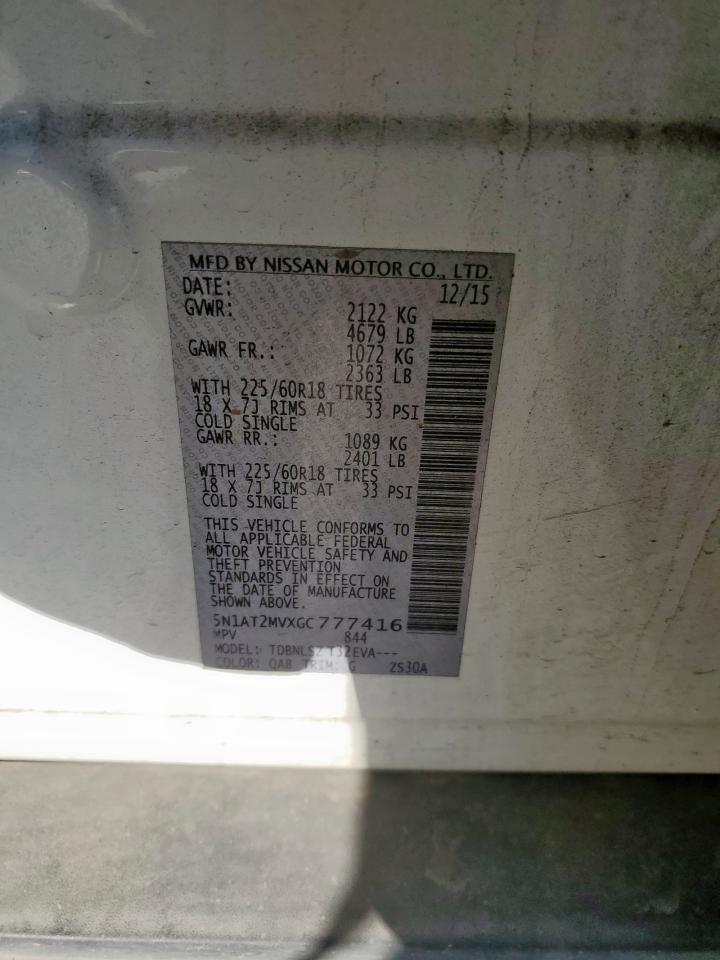 MFD BY NISSAN MOTOR CO., LTD.
DATE: 12/15
GVWR: 2122 KG
4679 LB
GAWR FR.: 1072 KG
2363 LB
WITH 225/60R18 TIRES
18 X 7J RIMS AT 33 PSI
COLD SINGLE
GAWR RR.: 1089 KG
2401 LB
WITH 225/60R18 TIRES
18 X 7J RIMS AT 33 PSI
COLD SINGLE
THIS VEHICLE CONFORMS TO
ALL APPLICABLE FEDERAL
MOTOR VEHICLE SAFETY AND
THEFT PREVENTION
STANDARDS IN EFFECT ON
THE DATE OF MANUFACTURE
SHOWN ABOVE.
5N1AT2MVXGC777416
MPV 844
MODEL: TDBNLSZ T32EVA---
COLOR: QAB TRIM: G ZS30A